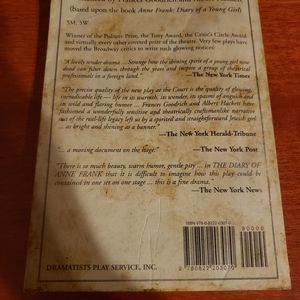 (based upon the book Anne Frank: Diary of a Young Girl)
5M, 5W
Winner of the Pulitzer Prize, the Tony Award, the Critic's Circle Award
and virtually every other coveted prize of the theatre. Very few plays have
moved the Broadway critics to write such glowing notices:
"A lovely tender drama ... Strange how the shining spirit of a young girl now
dead can filter down through the years and inspire a group of theatrical
professionals in a foreign land."
—The New York Times
"The precise quality of the new play at the Court is the quality of glowing,
ineradicable life — life in its warmth, its wonder, its spasms of anguish
in wild and flaring humor ... Frances Goodrich and Albert Hackett have
fashioned a wonderfully sensitive and theatrically craftsmanlike narrative
out of the real-life legacy left us by a spirited and straightforward Jewish girl
... as bright and shining as a banner."
—The New York Herald-Tribune
"... a moving document on the stage."
—The New York Post
"There is so much beauty, warm humor, gentle pity ... in THE DIARY OF
ANNE FRANK that it is difficult to imagine how this play could be
contained in one set on one stage ... this is a fine drama."
—The New York News
90000
DRAMATISTS PLAY SERVICE, INC.